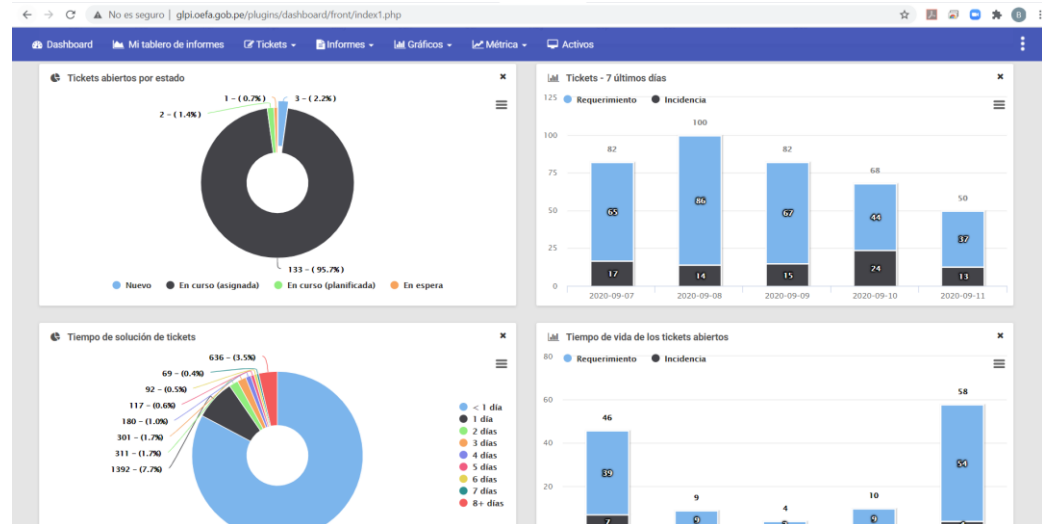 No es seguro | glpi.oefa.gob.pe/plugins/dashboard/front/index1.php
B
Dashboard Mi tablero de informes Tickets Informes Gráficos Métrica Activos
Tickets abiertos por estado
1 - ( 0.7%) 3 - ( 2.2%)
2 - ( 1.4%)
133 - ( 95.7%)
Nuevo En curso (asignada) En curso (planificada) En espera
Tickets - 7 últimos días
Requerimiento Incidencia
125
100
75
50
25
0
82 100 82 68 50
65 86 67 44 37
17 14 15 24 13
2020-09-07 2020-09-08 2020-09-09 2020-09-10 2020-09-11
Tiempo de solución de tickets
636 - (3.5%)
69 - (0.4%)
92 - (0.5%)
117 - (0.6%)
180 - (1.0%)
301 - (1.7%)
311 - (1.7%)
1392 - (7.7%)
< 1 día
1 día
2 días
3 días
4 días
5 días
6 días
7 días
8+ días
Tiempo de vida de los tickets abiertos
Requerimiento Incidencia
80
60
40
20
46 9 4 10 58
39 9 9 54
7